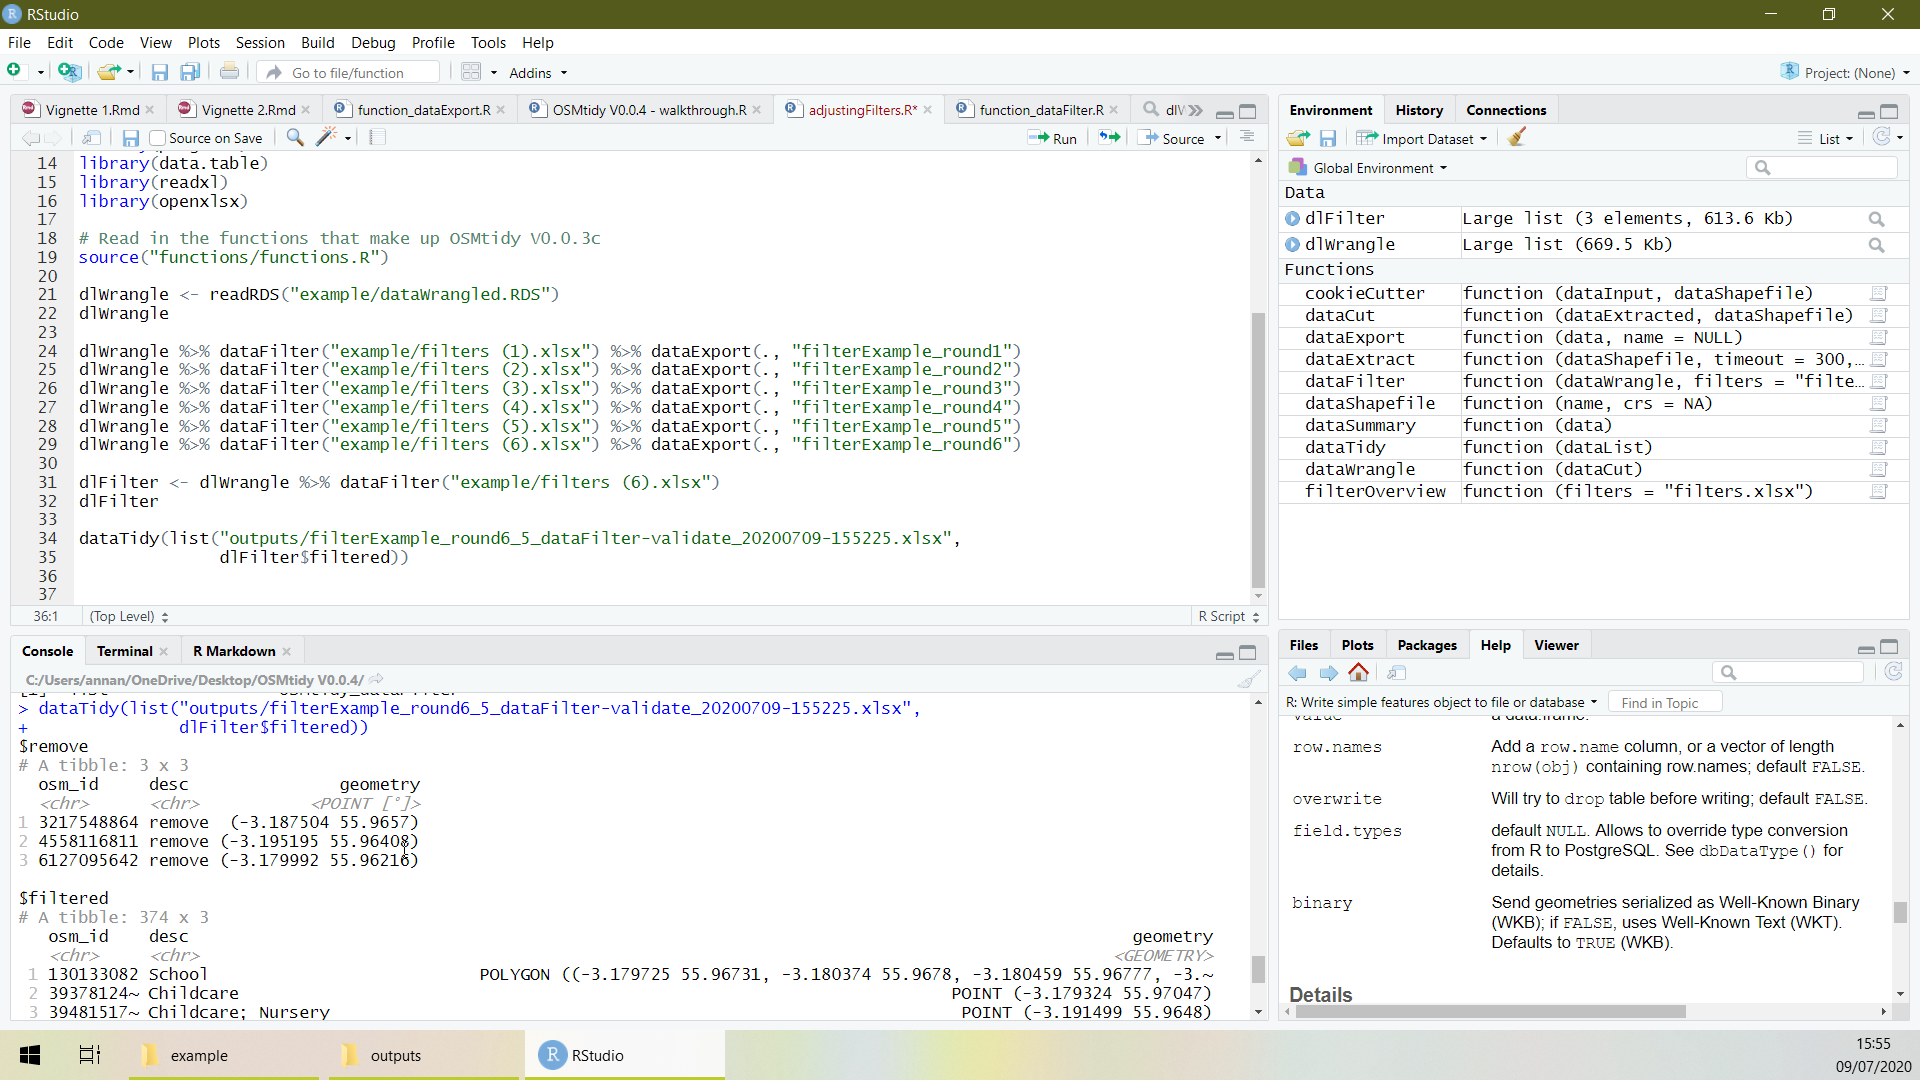 RStudio
File Edit Code View Plots Session Build Debug Profile Tools Help
Go to file/function Addins Project: (None)
Vignette 1.Rmd Vignette 2.Rmd function_dataExport.R OSMtidy V0.0.4 - walkthrough.R adjustingFilters.R* function_dataFilter.R
Source on Save Run Source
14 library(data.table)
15 library(readxl)
16 library(openxlsx)
17
18 # Read in the functions that make up OSMtidy V0.0.3c
19 source("functions/functions.R")
20
21 dlWrangle <- readRDS("example/dataWrangled.RDS")
22 dlWrangle
23
24 dlWrangle %>% dataFilter("example/filters (1).xlsx") %>% dataExport(., "filterExample_round1")
25 dlWrangle %>% dataFilter("example/filters (2).xlsx") %>% dataExport(., "filterExample_round2")
26 dlWrangle %>% dataFilter("example/filters (3).xlsx") %>% dataExport(., "filterExample_round3")
27 dlWrangle %>% dataFilter("example/filters (4).xlsx") %>% dataExport(., "filterExample_round4")
28 dlWrangle %>% dataFilter("example/filters (5).xlsx") %>% dataExport(., "filterExample_round5")
29 dlWrangle %>% dataFilter("example/filters (6).xlsx") %>% dataExport(., "filterExample_round6")
30
31 dlFilter <- dlWrangle %>% dataFilter("example/filters (6).xlsx")
32 dlFilter
33
34 dataTidy(list("outputs/filterExample_round6_5_dataFilter-validate_20200709-155225.xlsx",
35 dlFilter$filtered))
36
37
36:1 (Top Level) R Script
Console Terminal R Markdown
C:/Users/annan/OneDrive/Desktop/OSMtidy V0.0.4/
> dataTidy(list("outputs/filterExample_round6_5_dataFilter-validate_20200709-155225.xlsx",
+ dlFilter$filtered))
$remove
# A tibble: 3 x 3
osm_id desc geometry
<chr> <chr> <POINT [°]>
1 3217548864 remove (-3.187504 55.9657)
2 4558116811 remove (-3.195195 55.96408)
3 6127095642 remove (-3.179992 55.96216)
$filtered
# A tibble: 374 x 3
osm_id desc geometry
<chr> <chr> <GEOMETRY>
1 130133082 School POLYGON ((-3.179725 55.96731, -3.180374 55.9678, -3.180459 55.96777, -3.~
2 39378124~ Childcare POINT (-3.179324 55.97047)
3 39481517~ Childcare; Nursery POINT (-3.191499 55.9648)
Environment History Connections
Import Dataset List
Global Environment
Data
dlFilter Large list (3 elements, 613.6 Kb)
dlWrangle Large list (669.5 Kb)
Functions
cookieCutter function (dataInput, dataShapefile)
dataCut function (dataExtracted, dataShapefile)
dataExport function (data, name = NULL)
dataExtract function (dataShapefile, timeout = 300,...
dataFilter function (dataWrangle, filters = "filte...
dataShapefile function (name, crs = NA)
dataSummary function (data)
dataTidy function (dataList)
dataWrangle function (dataCut)
filterOverview function (filters = "filters.xlsx")
Files Plots Packages Help Viewer
R: Write simple features object to file or database Find in Topic
value a data.frame.
row.names Add a row.name column, or a vector of length
nrow(obj) containing row.names; default FALSE.
overwrite Will try to drop table before writing; default FALSE.
field.types default NULL. Allows to override type conversion
from R to PostgreSQL. See dbDataType() for
details.
binary Send geometries serialized as Well-Known Binary
(WKB); if FALSE, uses Well-Known Text (WKT).
Defaults to TRUE (WKB).
Details
example outputs RStudio
15:55
09/07/2020